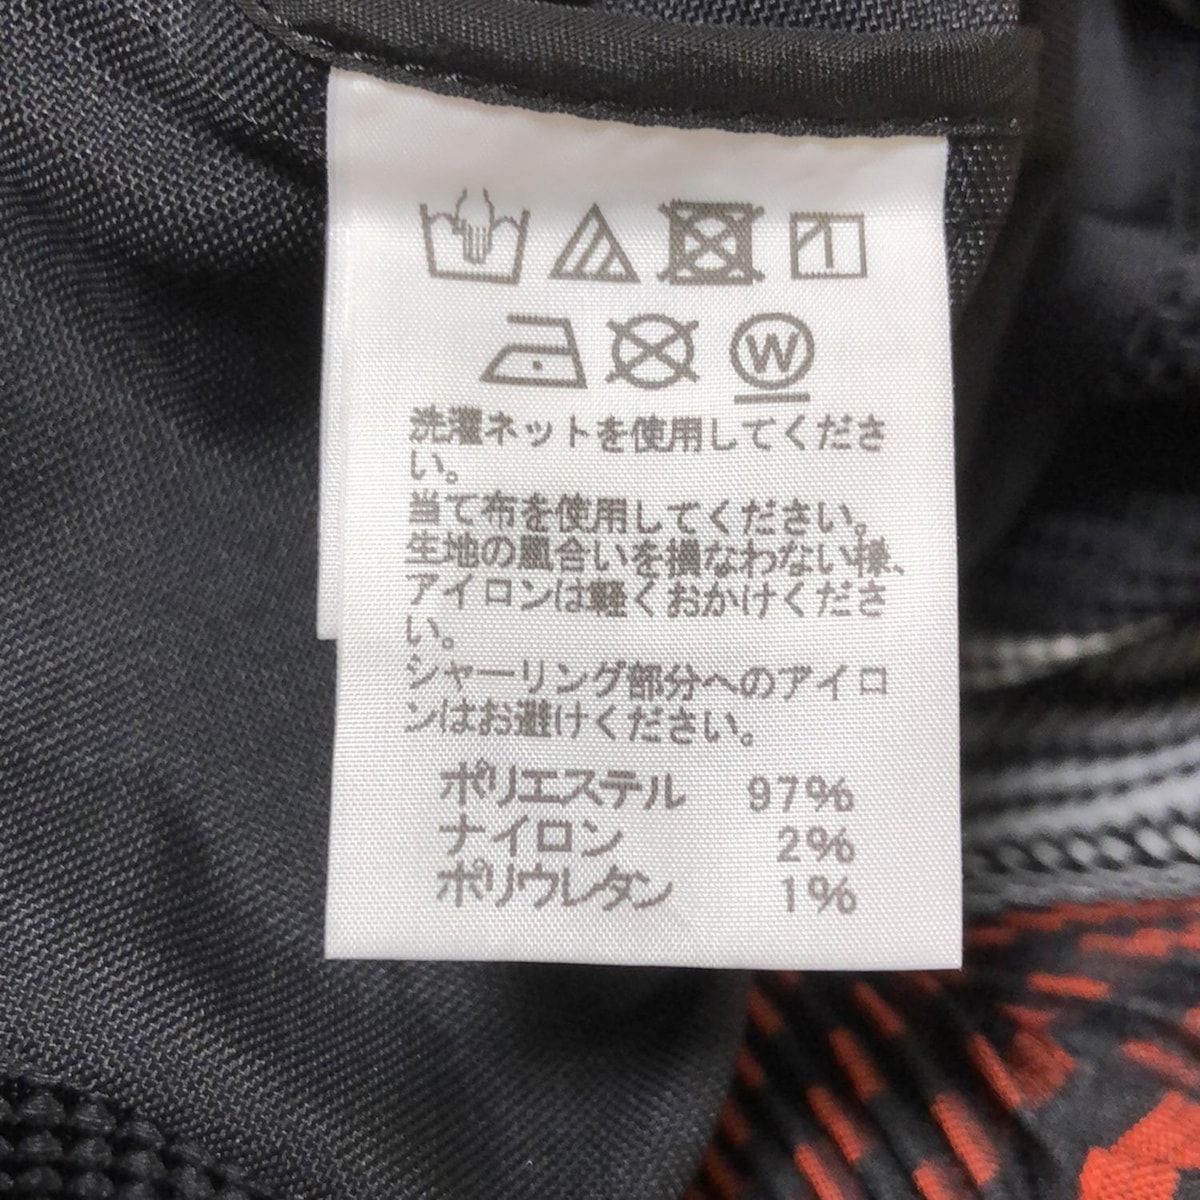 W
洗濯ネットを使用してくださ
い。
当て布を使用してください。
生地の風合いを損なわない様、
アイロンは軽くおかけくださ
い。
シャーリング部分へのアイロ
ンはお避けください。
ポリエステル 97%
ナイロン 2%
ポリウレタン 1%